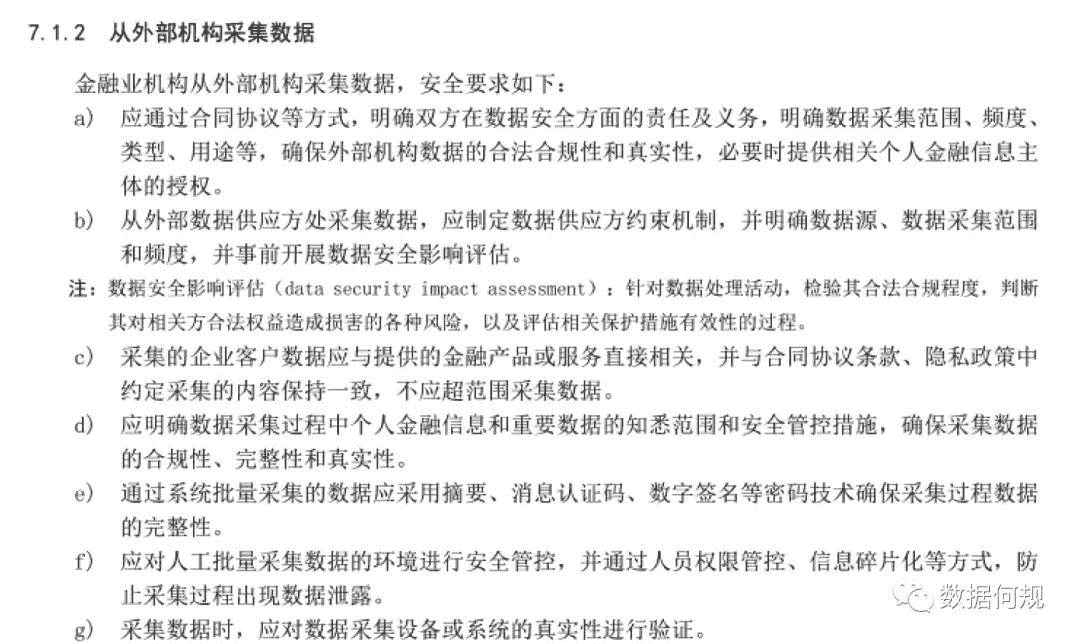 7.1.2 从外部机构采集数据
金融业机构从外部机构采集数据，安全要求如下：
a) 应通过合同协议等方式，明确双方在数据安全方面的责任及义务，明确数据采集范围、频度、
类型、用途等，确保外部机构数据的合法合规性和真实性，必要时提供相关个人金融信息主
体的授权。
b) 从外部数据供应方处采集数据，应制定数据供应方约束机制，并明确数据源、数据采集范围
和频度，并事前开展数据安全影响评估。
注：数据安全影响评估（data security impact assessment）：针对数据处理活动，检验其合法合规程度，判断
其对相关方合法权益造成损害的各种风险，以及评估相关保护措施有效性的过程。
c) 采集的企业客户数据应与提供的金融产品或服务直接相关，并与合同协议条款、隐私政策中
约定采集的内容保持一致，不应超范围采集数据。
d) 应明确数据采集过程中个人金融信息和重要数据的知悉范围和安全管控措施，确保采集数据
的合规性、完整性和真实性。
e) 通过系统批量采集的数据应采用摘要、消息认证码、数字签名等密码技术确保采集过程数据
的完整性。
f) 应对人工批量采集数据的环境进行安全管控，并通过人员权限管控、信息碎片化等方式，防
止采集过程出现数据泄露。
g) 采集数据时，应对数据采集设备或系统的真实性进行验证。
数据何规